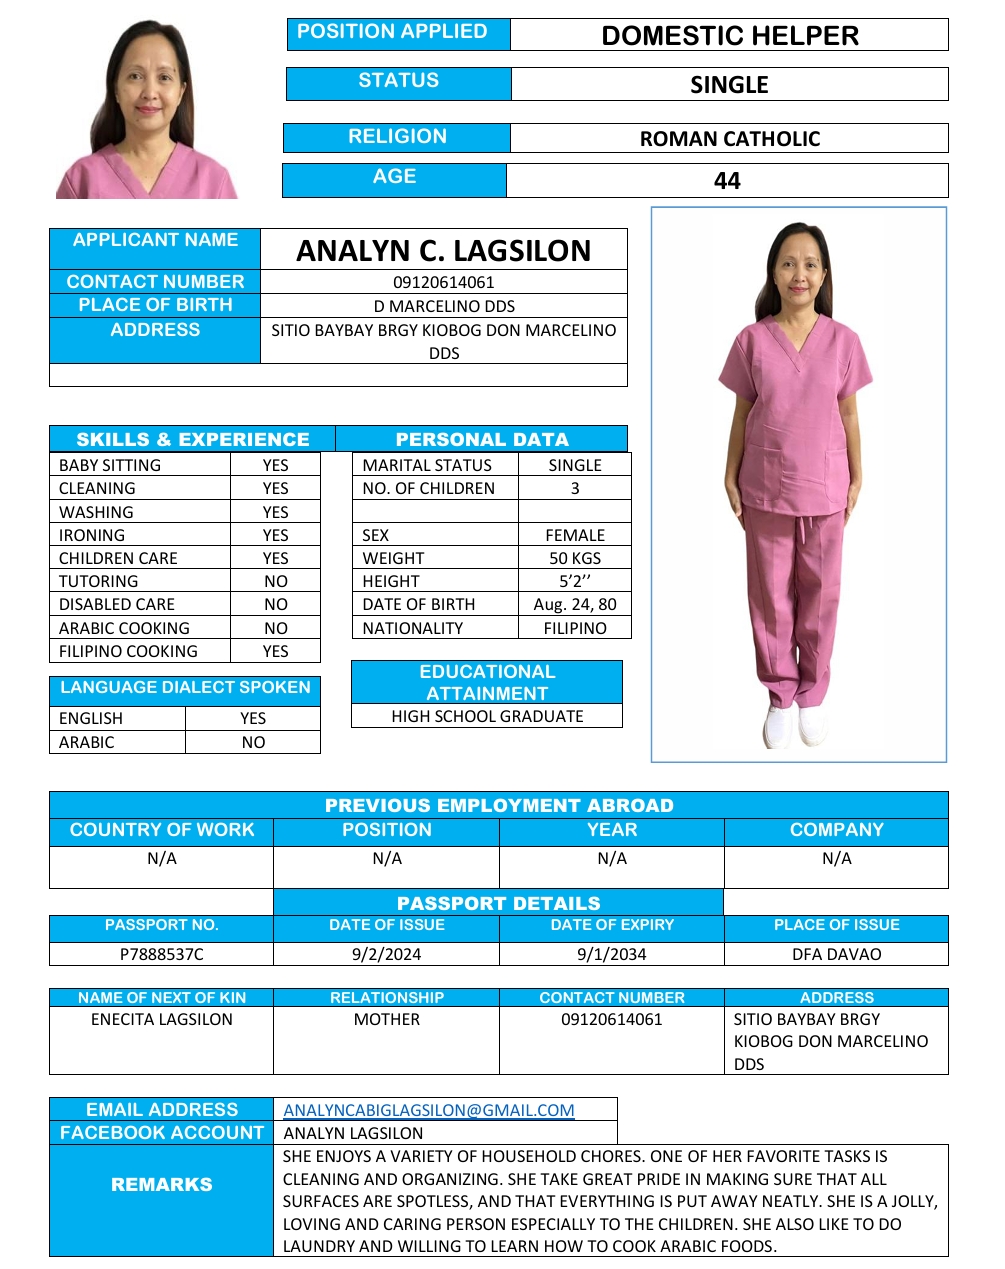 POSITION APPLIED DOMESTIC HELPER
STATUS SINGLE
RELIGION ROMAN CATHOLIC
AGE 44
APPLICANT NAME ANALYN C. LAGSILON
CONTACT NUMBER 09120614061
PLACE OF BIRTH D MARCELINO DDS
ADDRESS SITIO BAYBAY BRGY KIOBOG DON MARCELINO
DDS
SKILLS & EXPERIENCE
BABY SITTING YES
CLEANING YES
WASHING YES
IRONING YES
CHILDREN CARE YES
TUTORING NO
DISABLED CARE NO
ARABIC COOKING NO
FILIPINO COOKING YES
LANGUAGE DIALECT SPOKEN
ENGLISH YES
ARABIC NO
PERSONAL DATA
MARITAL STATUS SINGLE
NO. OF CHILDREN 3
SEX FEMALE
WEIGHT 50 KGS
HEIGHT 5’2’’
DATE OF BIRTH Aug. 24, 80
NATIONALITY FILIPINO
EDUCATIONAL
ATTAINMENT
HIGH SCHOOL GRADUATE
PREVIOUS EMPLOYMENT ABROAD
COUNTRY OF WORK POSITION YEAR COMPANY
N/A N/A N/A N/A
PASSPORT DETAILS
PASSPORT NO. DATE OF ISSUE DATE OF EXPIRY PLACE OF ISSUE
P7888537C 9/2/2024 9/1/2034 DFA DAVAO
NAME OF NEXT OF KIN RELATIONSHIP CONTACT NUMBER ADDRESS
ENECITA LAGSILON MOTHER 09120614061 SITIO BAYBAY BRGY
KIOBOG DON MARCELINO
DDS
EMAIL ADDRESS ANALYNCABIGLAGSILON@GMAIL.COM
FACEBOOK ACCOUNT ANALYN LAGSILON
REMARKS
SHE ENJOYS A VARIETY OF HOUSEHOLD CHORES. ONE OF HER FAVORITE TASKS IS
CLEANING AND ORGANIZING. SHE TAKE GREAT PRIDE IN MAKING SURE THAT ALL
SURFACES ARE SPOTLESS, AND THAT EVERYTHING IS PUT AWAY NEATLY. SHE IS A JOLLY,
LOVING AND CARING PERSON ESPECIALLY TO THE CHILDREN. SHE ALSO LIKE TO DO
LAUNDRY AND WILLING TO LEARN HOW TO COOK ARABIC FOODS.